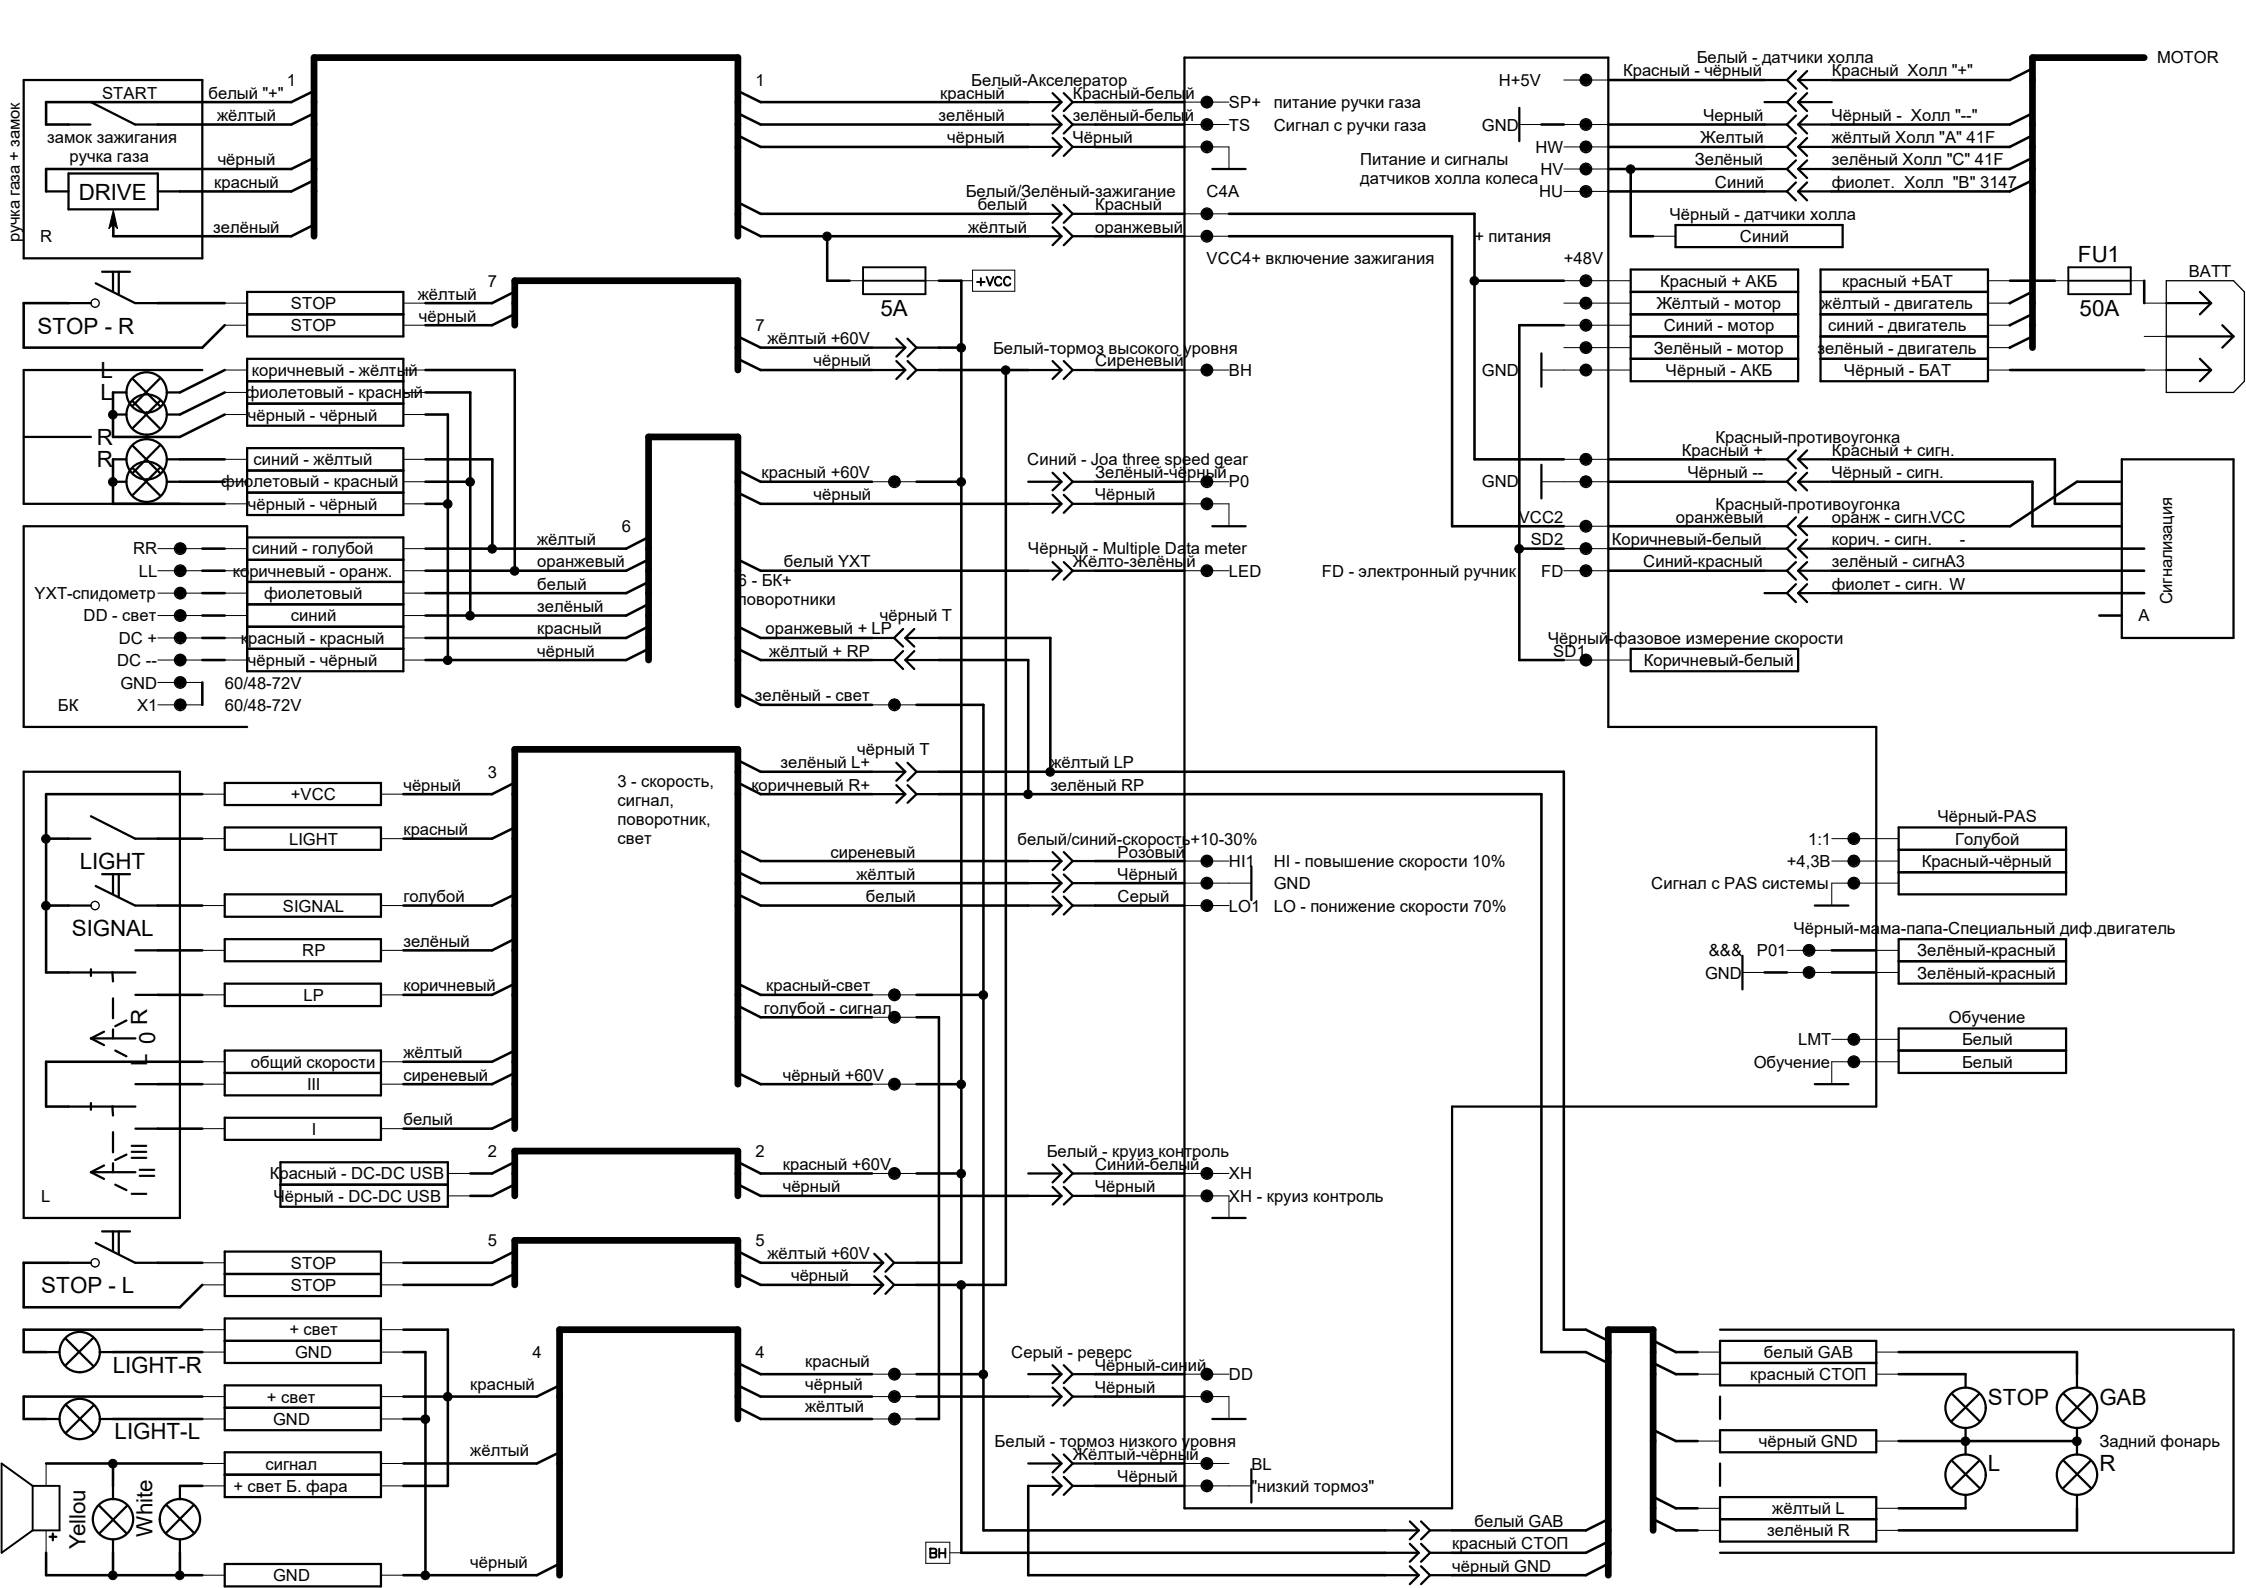 ручка газа + замок
START
замок зажигания
ручка газа
DRIVE
R
1
белый "+"
жёлтый
чёрный
красный
зелёный
1
красный
зелёный
чёрный
белый
жёлтый
Белый-Акселератор
Красный-белый
зелёный-белый
Чёрный
Белый/Зелёный-зажигание
Красный
оранжевый
SP+ питание ручки газа
TS Сигнал с ручки газа
C4A
VCC4+ включение зажигания
5A
+VCC
STOP - R
STOP
STOP
жёлтый
чёрный
7
7
жёлтый +60V
чёрный
Белый-тормоз высокого уровня
Сиреневый
BH
L
L
R
R
коричневый - жёлтый
фиолетовый - красный
чёрный - чёрный
синий - жёлтый
фиолетовый - красный
чёрный - чёрный
RR
LL
YXT-спидометр
DD - свет
DC +
DC --
GND
X1
БК
60/48-72V
60/48-72V
синий - голубой
коричневый - оранж.
фиолетовый
синий
красный - красный
чёрный - чёрный
6
жёлтый
оранжевый
белый
зелёный
красный
чёрный
красный +60V
чёрный
белый YXT
6 - БК+
поворотники
чёрный Т
оранжевый + LP
жёлтый + RP
зелёный - свет
Синий - Joa three speed gear
Зелёный-чёрный
P0
Чёрный
Чёрный - Multiple Data meter
Жёлто-зелёный
LED
+VCC
LIGHT
SIGNAL
RP
LP
общий скорости
III
I
LIGHT
SIGNAL
L 0 R
I II III
L
3
чёрный
красный
голубой
зелёный
коричневый
жёлтый
сиреневый
белый
3 - скорость,
сигнал,
поворотник,
свет
чёрный Т
зелёный L+
коричневый R+
жёлтый LP
зелёный RP
сиреневый
жёлтый
белый
белый/синий-скорость+10-30%
Розовый
Чёрный
Серый
HI1 HI - повышение скорости 10%
GND
LO1 LO - понижение скорости 70%
красный-свет
голубой - сигнал
чёрный +60V
Красный - DC-DC USB
Чёрный - DC-DC USB
2
2
красный +60V
чёрный
Белый - круиз контроль
Синий-белый
Чёрный
XH
XH - круиз контроль
STOP - L
STOP
STOP
5
5
жёлтый +60V
чёрный
LIGHT-R
+ свет
GND
LIGHT-L
+ свет
GND
Yellou
White
+
сигнал
+ свет Б. фара
GND
4
красный
жёлтый
чёрный
4
красный
чёрный
жёлтый
Серый - реверс
Чёрный-синий
Чёрный
DD
Белый - тормоз низкого уровня
Жёлтый-чёрный
Чёрный
BL
"низкий тормоз"
BH
белый GAB
красный СТОП
чёрный GND
H+5V
GND
HW
HV
HU
Питание и сигналы
датчиков холла колеса
Белый - датчики холла
Красный - чёрный
Черный
Желтый
Зелёный
Синий
Красный Холл "+"
Чёрный - Холл "--"
жёлтый Холл "A" 41F
зелёный Холл "C" 41F
фиолет. Холл "B" 3147
MOTOR
Чёрный - датчики холла
Синий
+ питания
+48V
GND
Красный + АКБ
Жёлтый - мотор
Синий - мотор
Зелёный - мотор
Чёрный - АКБ
красный +БАТ
жёлтый - двигатель
синий - двигатель
зелёный - двигатель
Чёрный - БАТ
FU1
50A
BATT
GND
VCC2
SD2
FD - электронный ручник
FD
Красный-противоугонка
Красный +
Чёрный --
Красный + сигн.
Чёрный - сигн.
Красный-противоугонка
оранжевый
Коричневый-белый
Синий-красный
оранж - сигн.VCC
корич. - сигн. -
зелёный - сигнA3
фиолет - сигн. W
A
Сигнализация
Чёрный-фазовое измерение скорости
SD1
Коричневый-белый
Чёрный-PAS
1:1
+4,3В
Сигнал с PAS системы
Голубой
Красный-чёрный
Чёрный-мама-папа-Специальный диф.двигатель
&&& P01
GND
Зелёный-красный
Зелёный-красный
Обучение
LMT
Обучение
Белый
Белый
белый GAB
красный СТОП
чёрный GND
жёлтый L
зелёный R
STOP
GAB
L
R
Задний фонарь